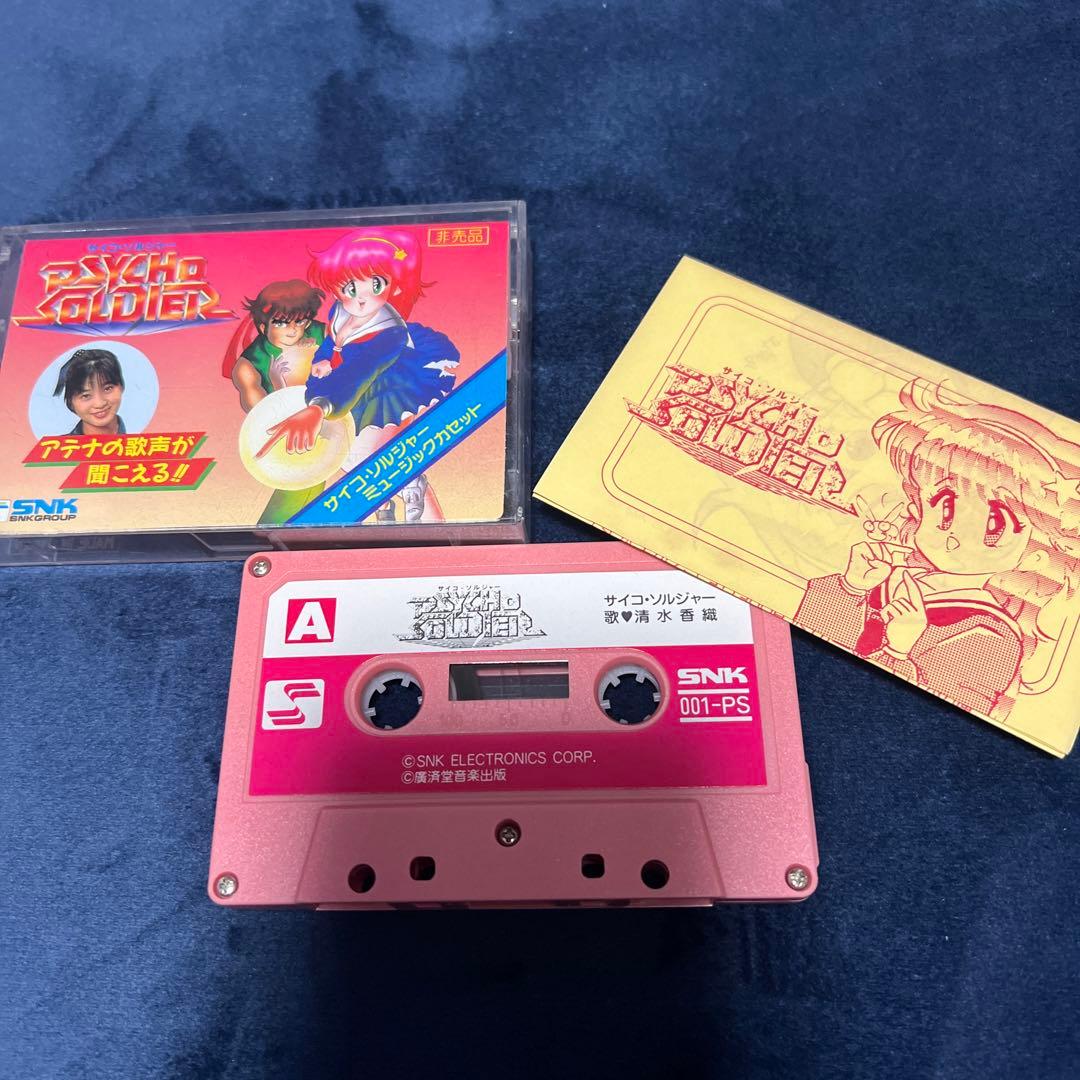 サイコ・ソルジャー
PSYCHO
SOLDIER
非売品
アテナの歌声が
聞こえる!!
SNK
SNK GROUP
サイコ・ソルジャー
ミュージックカセット
サイコ・ソルジャー
PSYCHO
SOLDIER
A
サイコ・ソルジャー
PSYCHO
SOLDIER
サイコ・ソルジャー
歌♥清水香織
S
SNK
001-PS
50
0
©SNK ELECTRONICS CORP.
©廣済堂音楽出版